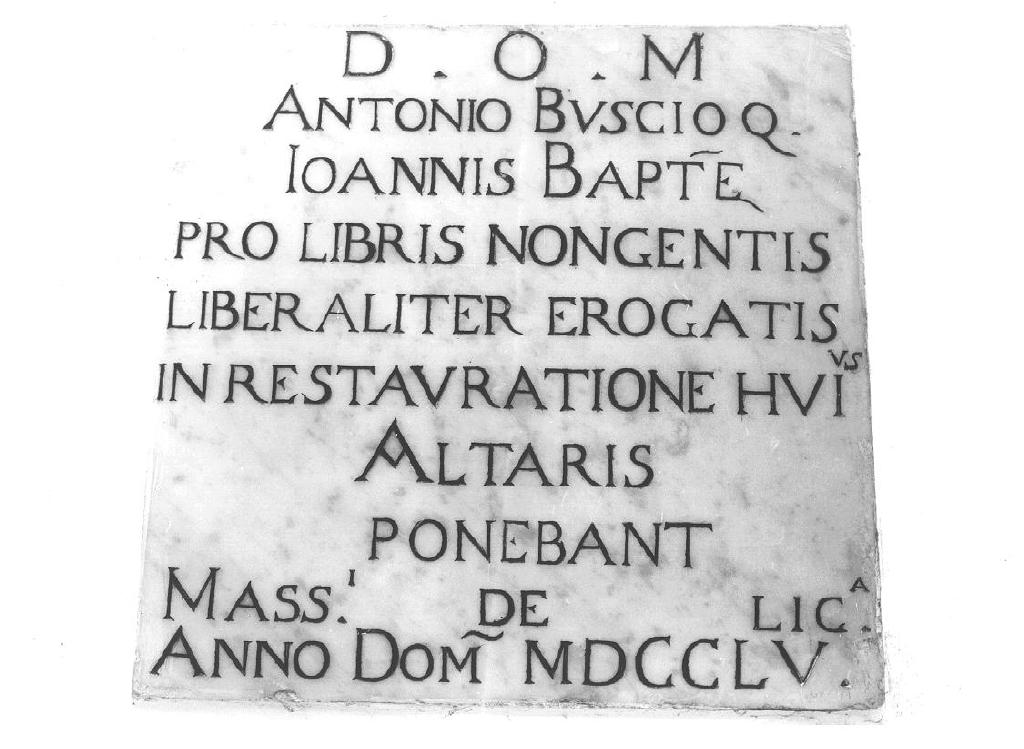 D . O . M
ANTONIO BVSCIO Q.
IOANNIS BAPT̄E
PRO LIBRIS NONGENTIS
LIBERALITER EROGATIS
IN RESTAVRATIONE HVIVS
ALTARIS
PONEBANT
MASS.I DE LIC.A
ANNO DOM̃ MDCCLV.